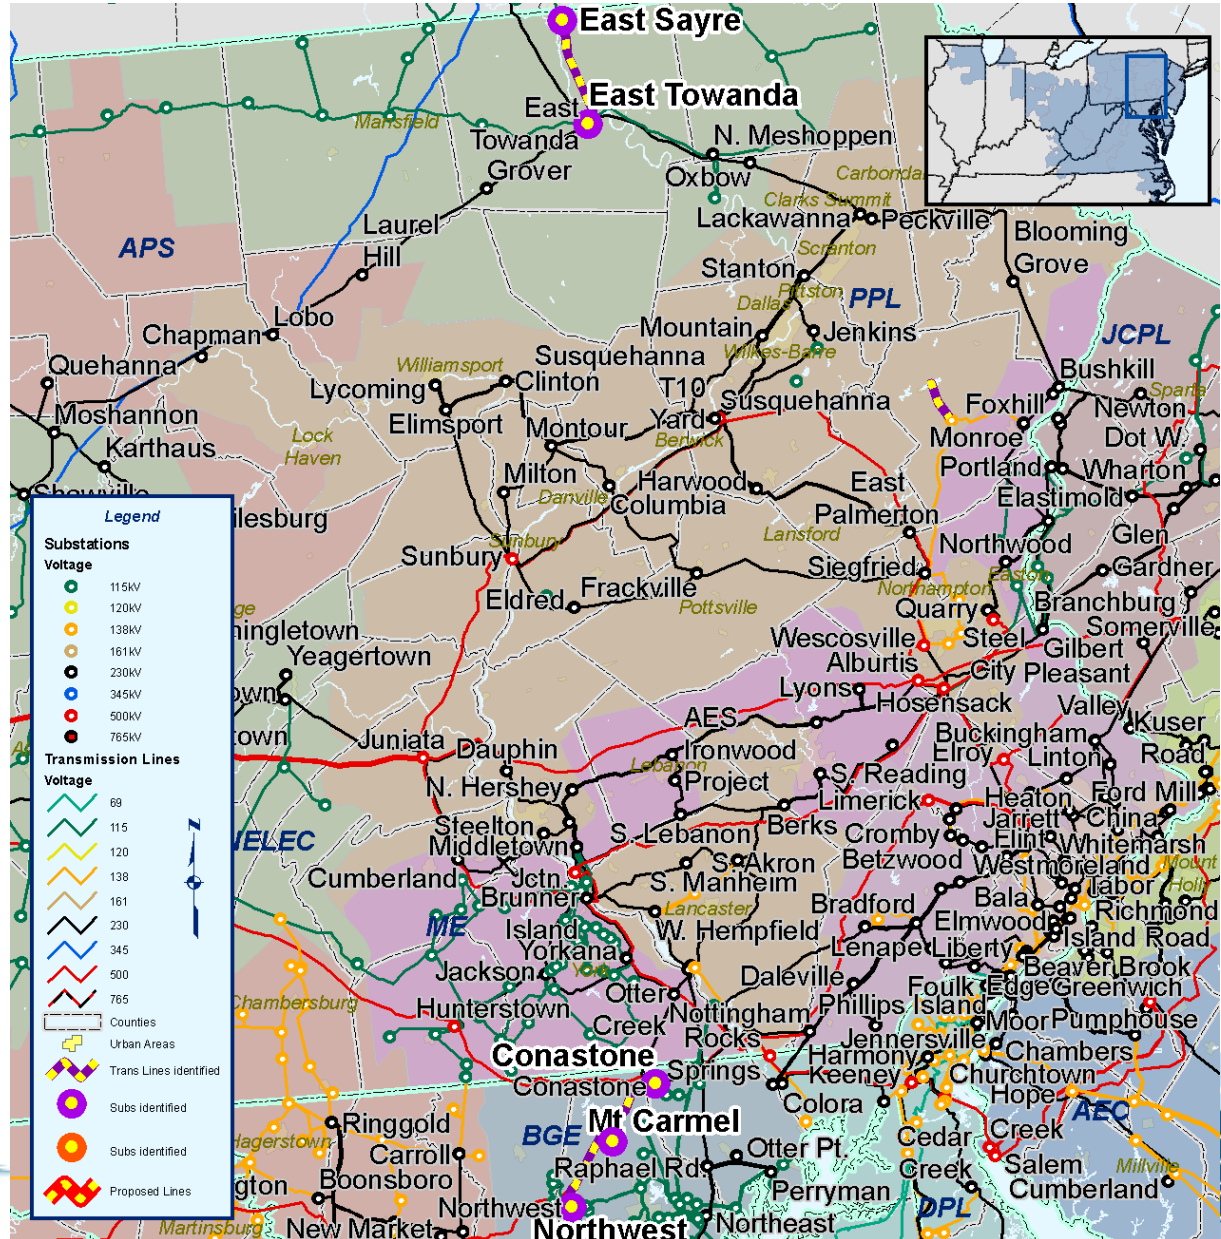 East Sayre
East Towanda
East
Towanda
Mansfield
Grover
N. Meshoppen
Oxbow
Clarks Summit
Lackawanna
Peckville
Scranton
Laurel
Hill
APS
Stanton
Pittston
Dallas
PPL
Blooming
Grove
JCPL
Lobo
Chapman
Mountain
Jenkins
Wilkes-Barre
Quehanna
Williamsport
Susquehanna
Lycoming
Clinton
T10
Bushkill
Sparta
Moshannon
Elimsport
Yard
Susquehanna
Foxhill
Newton
Montour
Berwick
Monroe
Dot W.
Karthaus
Lock
Haven
Milton
Harwood
East
Portland
Wharton
Shawville
Danville
Columbia
Palmerton
Elastimold
ilesburg
Lansford
Glen
Sunbury
Sunbury
Siegfried
Northwood
Gardner
Frackville
Northampton
Easton
Eldred
Pottsville
Quarry
Branchburg
Somerville
Wescosville
Steel
Gilbert
Yeagertown
Alburtis
City
Pleasant
Lyons
Hosensack
Valley
AES
Kuser
Road
Juniata
Dauphin
Ironwood
Buckingham
Elroy
Linton
Lebanon
Project
N. Hershey
S. Reading
Limerick
Heaton
Ford Mill
Steelton
S. Lebanon
Berks
Jarrett
China
Middletown
Cromby
Flint
Whitemarsh
Jctn.
S. Akron
Betzwood
Westmoreland
Mount
Holly
Cumberland
S. Manheim
Tabor
Brunner
Lancaster
Bradford
Bala
Richmond
ME
Island
W. Hempfield
Elmwood
Island Road
Yorkana
Lenape
Liberty
Jackson
York
Daleville
Beaver Brook
Otter
Foulk
Edge
Greenwich
Chambersburg
Hunterstown
Creek
Nottingham
Phillips Island
Moor
Pumphouse
Rocks
Jennersville
Conastone
Springs
Harmony
Chambers
Conastone
Keeney
Churchtown
Colora
Hope
AEC
Mt Carmel
BGE
Ringgold
Hagerstown
Otter Pt.
Cedar
Creek
Creek
Carroll
Raphael Rd
Salem
Millville
Boonsboro
Perryman
Cumberland
Northwest
Northwest
Northeast
DPL
New Market
Martinsburg
Legend
Substations
Voltage
115kV
120kV
138kV
161kV
230kV
345kV
500kV
765kV
Transmission Lines
Voltage
69
115
120
138
161
230
345
500
765
Counties
Urban Areas
Trans Lines identified
Subs identified
Subs identified
Proposed Lines